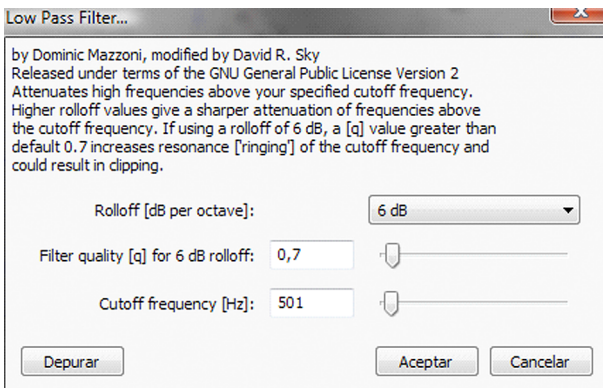 Low Pass Filter...
by Dominic Mazzoni, modified by David R. Sky
Released under terms of the GNU General Public License Version 2
Attenuates high frequencies above your specified cutoff frequency.
Higher rolloff values give a sharper attenuation of frequencies above
the cutoff frequency. If using a rolloff of 6 dB, a [q] value greater than
default 0.7 increases resonance ['ringing'] of the cutoff frequency and
could result in clipping.
Rolloff [dB per octave]: 6 dB
Filter quality [q] for 6 dB rolloff: 0,7
Cutoff frequency [Hz]: 501
Depurar Aceptar Cancelar